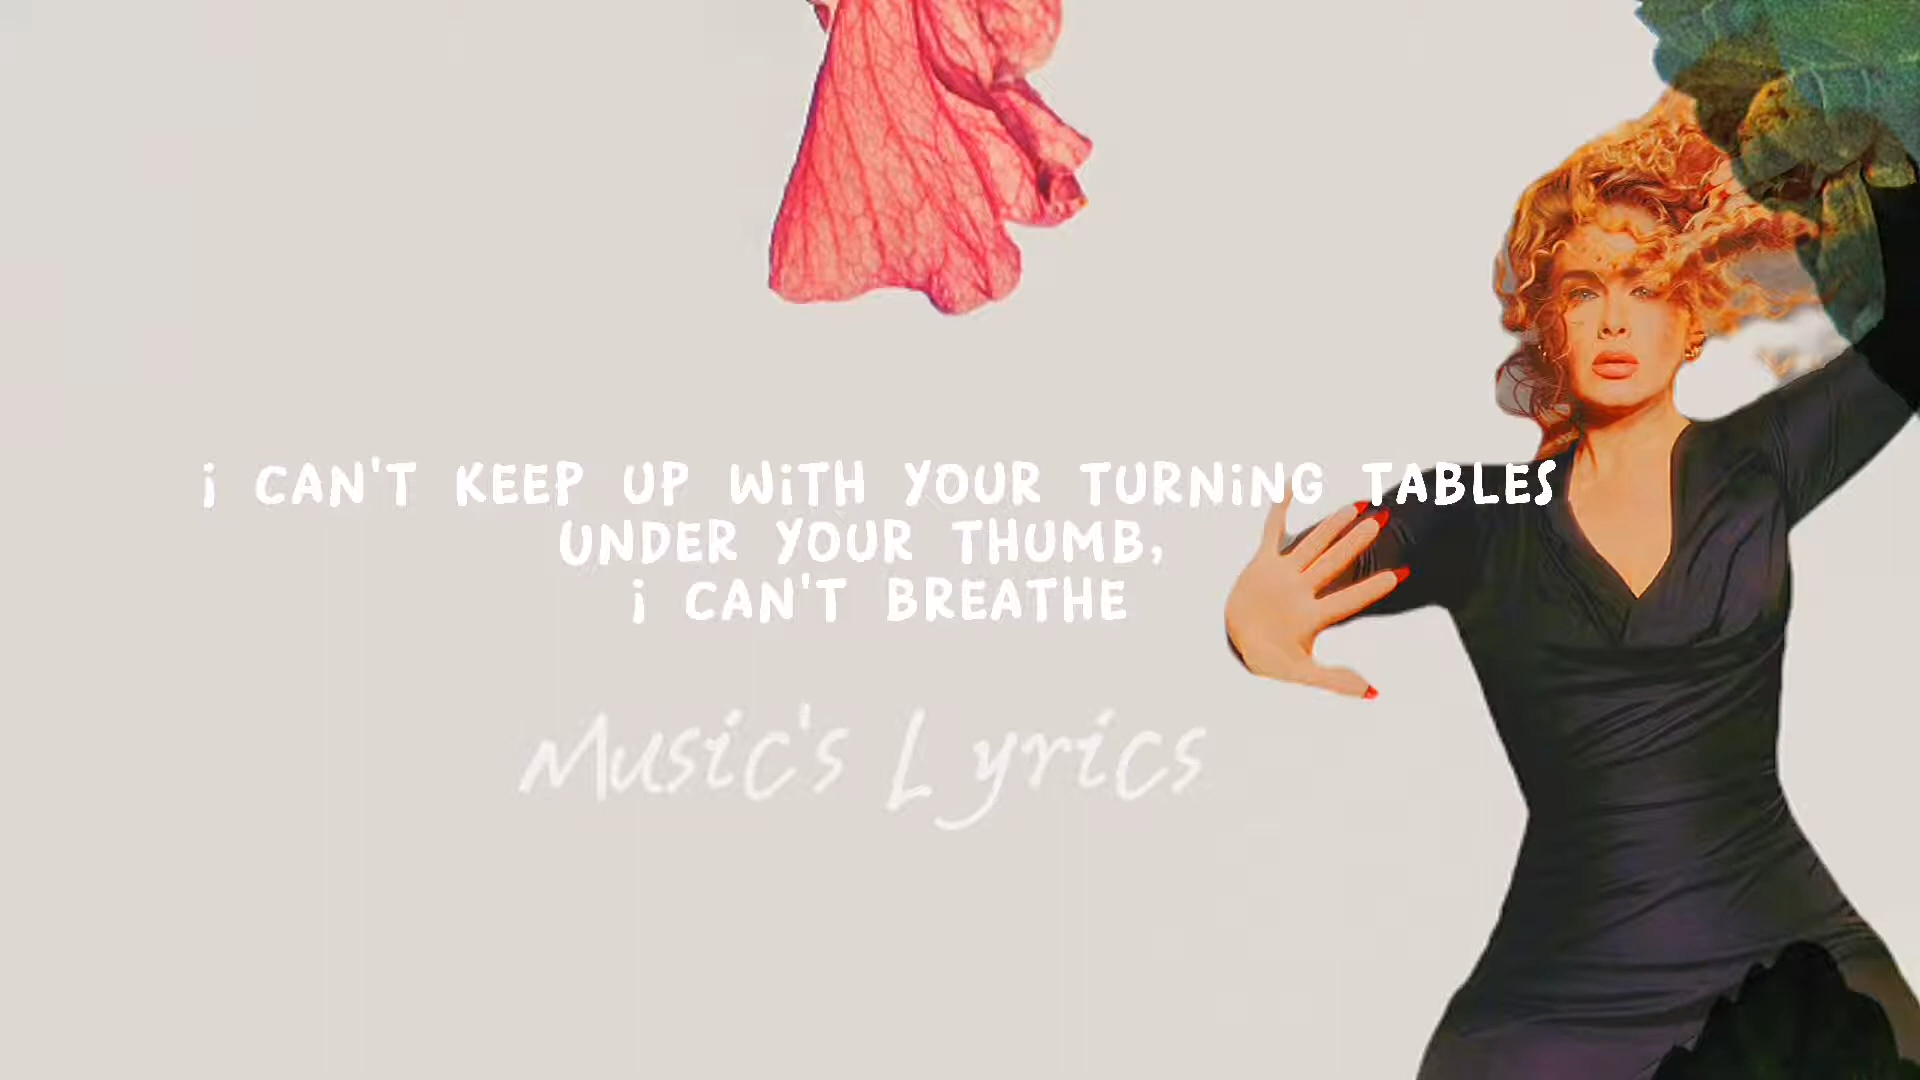 i CAN'T KEEP UP WiTH YOUR TURNiNG TABLES
UNDER YOUR THUMB,
i CAN'T BREATHE
Music's Lyrics